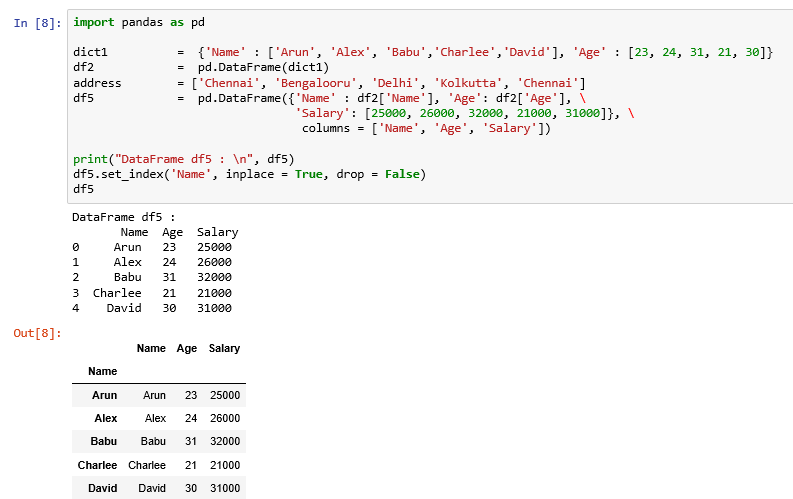 In [8]: import pandas as pd
dict1 = {'Name' : ['Arun', 'Alex', 'Babu','Charlee','David'], 'Age' : [23, 24, 31, 21, 30]}
df2 = pd.DataFrame(dict1)
address = ['Chennai', 'Bengalooru', 'Delhi', 'Kolkutta', 'Chennai']
df5 = pd.DataFrame({'Name' : df2['Name'], 'Age': df2['Age'], \
'Salary': [25000, 26000, 32000, 21000, 31000]}, \
columns = ['Name', 'Age', 'Salary'])
print("DataFrame df5 : \n", df5)
df5.set_index('Name', inplace = True, drop = False)
df5
DataFrame df5 :
Name Age Salary
0 Arun 23 25000
1 Alex 24 26000
2 Babu 31 32000
3 Charlee 21 21000
4 David 30 31000
Out[8]:
Name Age Salary
Name
Arun Arun 23 25000
Alex Alex 24 26000
Babu Babu 31 32000
Charlee Charlee 21 21000
David David 30 31000